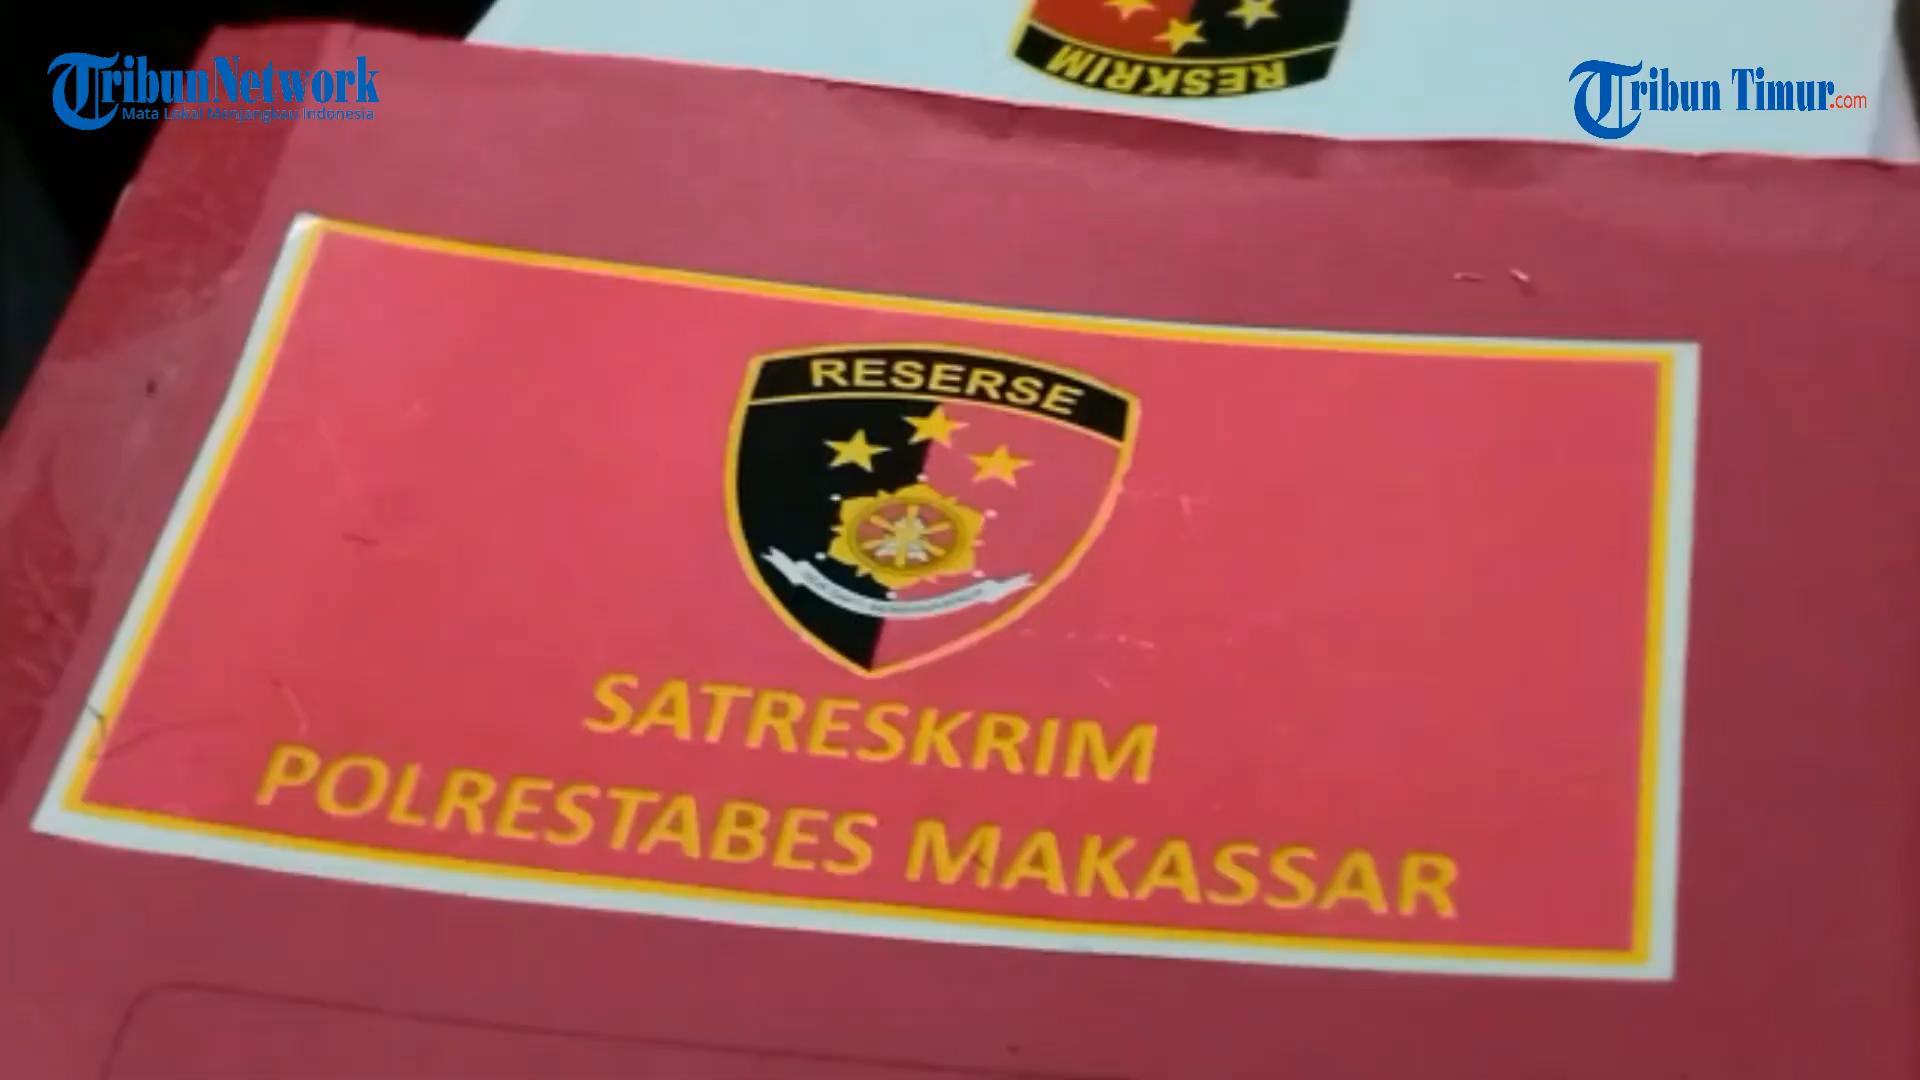 TribunNetwork
Mata Lokal Menjangkau Indonesia
Tribun Timur.com
RESKRIM
RESERSE
SATRESKRIM
POLRESTABES MAKASSAR